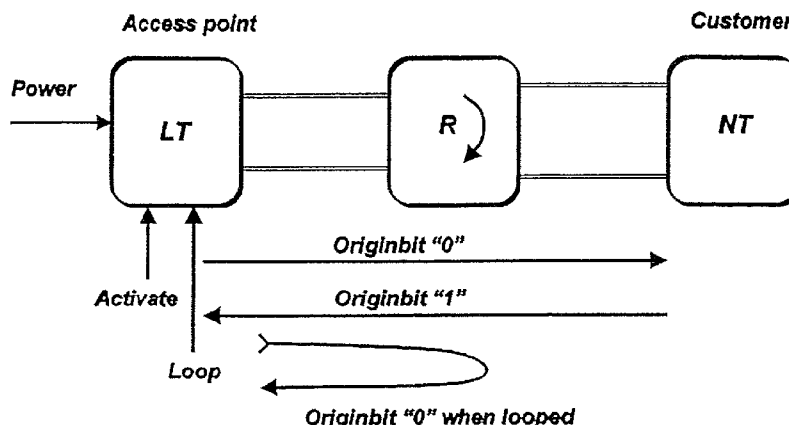 Access point
Customer
Power
LT
R
NT
Originbit “0”
Activate
Originbit “1”
Loop
Originbit “0” when looped